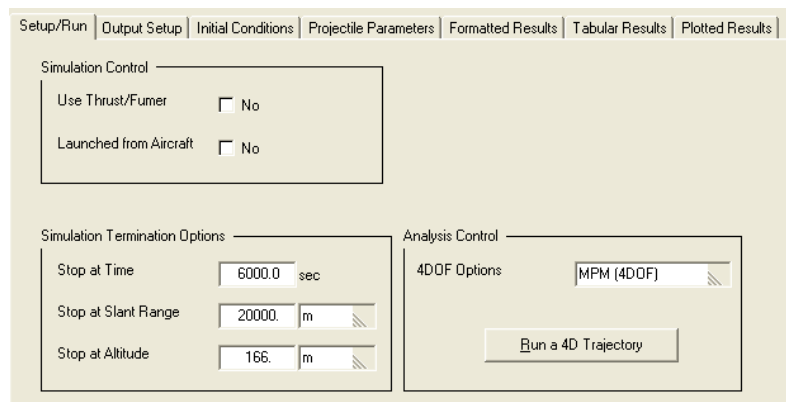 Setup/Run Output Setup Initial Conditions Projectile Parameters Formatted Results Tabular Results Plotted Results
Simulation Control
Use Thrust/Fumer No
Launched from Aircraft No
Simulation Termination Options
Stop at Time 6000.0 sec
Stop at Slant Range 20000. m
Stop at Altitude 166. m
Analysis Control
4DOF Options MPM (4DOF)
Run a 4D Trajectory